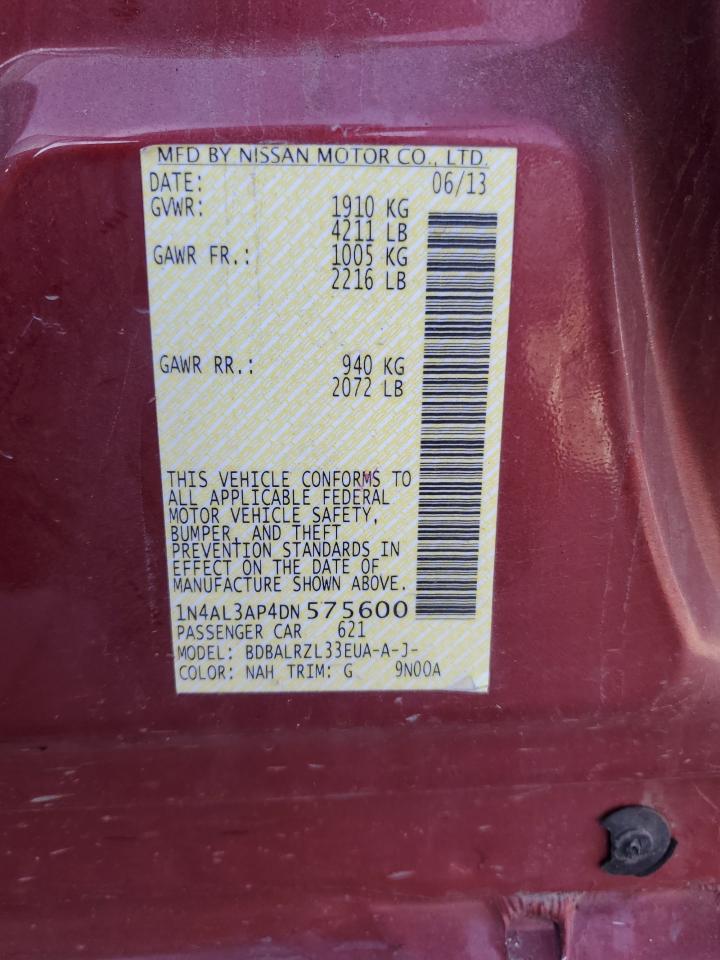 MFD BY NISSAN MOTOR CO., LTD.
DATE: 06/13
GVWR: 1910 KG
4211 LB
GAWR FR.: 1005 KG
2216 LB
GAWR RR.: 940 KG
2072 LB
THIS VEHICLE CONFORMS TO
ALL APPLICABLE FEDERAL
MOTOR VEHICLE SAFETY,
BUMPER, AND THEFT
PREVENTION STANDARDS IN
EFFECT ON THE DATE OF
MANUFACTURE SHOWN ABOVE.
1N4AL3AP4DN575600
PASSENGER CAR 621
MODEL: BDBALRZL33EUA-A-J-
COLOR: NAH TRIM: G 9N00A